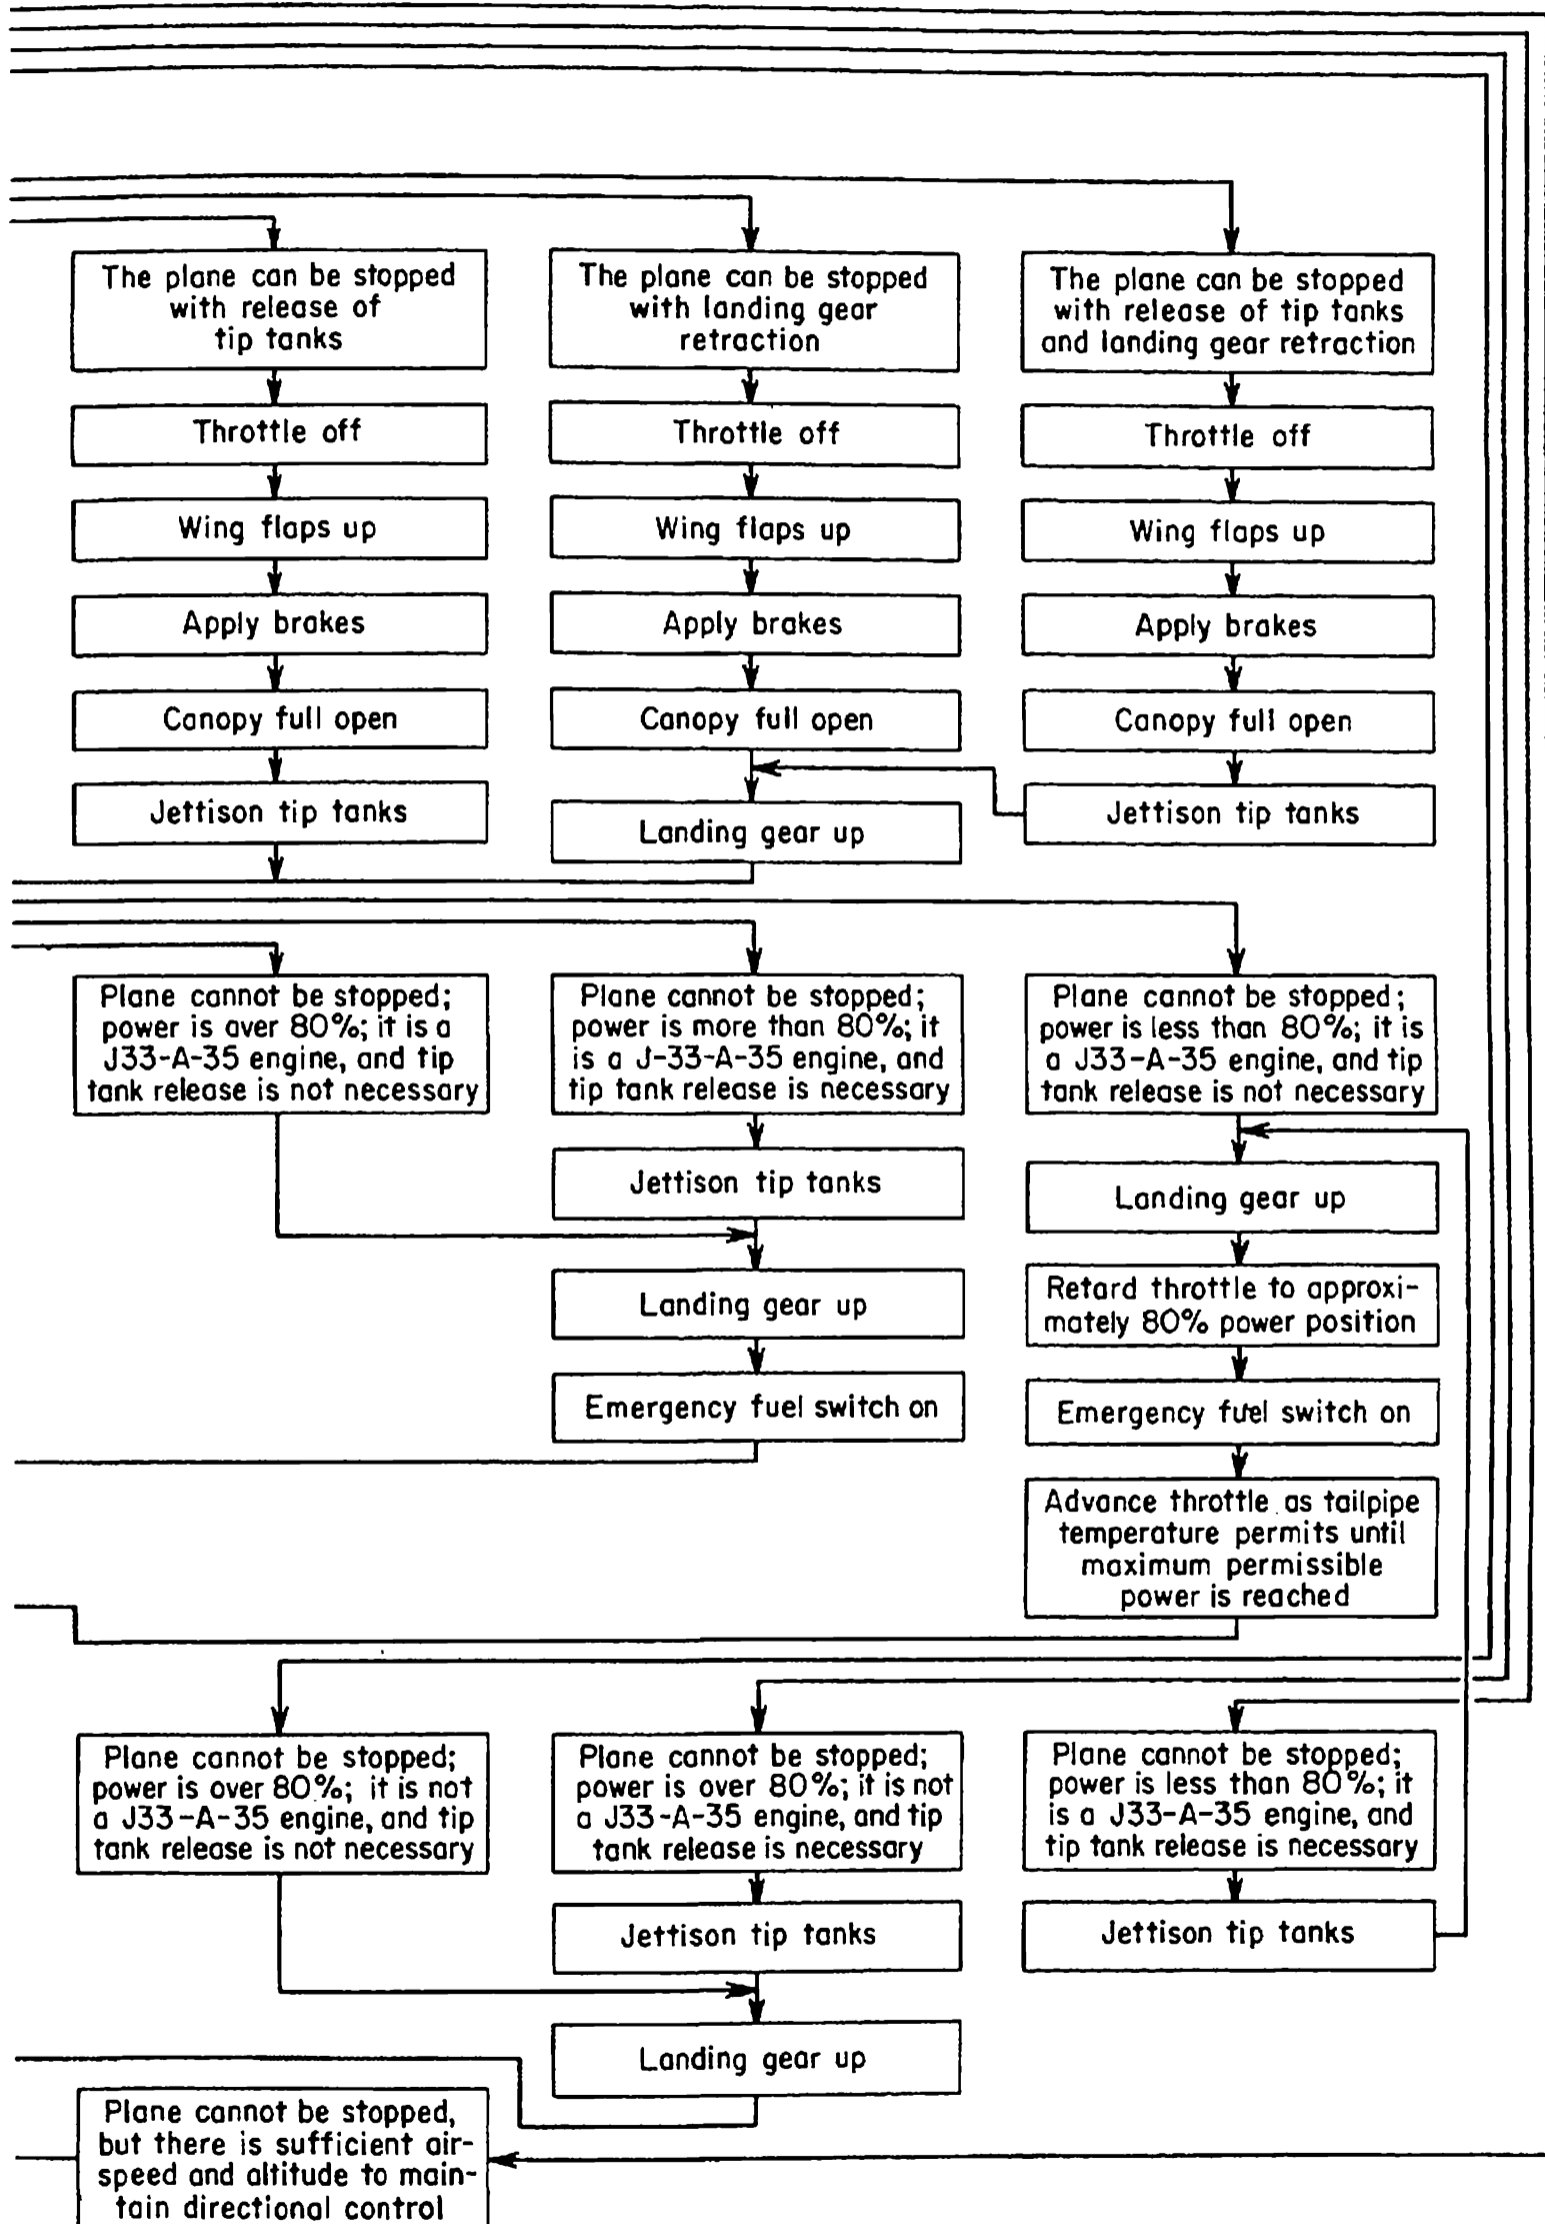 The plane can be stopped
with release of
tip tanks
Throttle off
Wing flaps up
Apply brakes
Canopy full open
Jettison tip tanks
The plane can be stopped
with landing gear
retraction
Throttle off
Wing flaps up
Apply brakes
Canopy full open
Landing gear up
The plane can be stopped
with release of tip tanks
and landing gear retraction
Throttle off
Wing flaps up
Apply brakes
Canopy full open
Jettison tip tanks
Plane cannot be stopped;
power is over 80%; it is a
J33-A-35 engine, and tip
tank release is not necessary
Plane cannot be stopped;
power is more than 80%; it
is a J-33-A-35 engine, and
tip tank release is necessary
Jettison tip tanks
Landing gear up
Emergency fuel switch on
Plane cannot be stopped;
power is less than 80%; it is
a J33-A-35 engine, and tip
tank release is not necessary
Landing gear up
Retard throttle to approxi-
mately 80% power position
Emergency fuel switch on
Advance throttle as tailpipe
temperature permits until
maximum permissible
power is reached
Plane cannot be stopped;
power is over 80%; it is not
a J33-A-35 engine, and tip
tank release is not necessary
Plane cannot be stopped;
power is over 80%; it is not
a J33-A-35 engine, and tip
tank release is necessary
Jettison tip tanks
Landing gear up
Plane cannot be stopped;
power is less than 80%; it
is a J33-A-35 engine, and
tip tank release is necessary
Jettison tip tanks
Plane cannot be stopped,
but there is sufficient air-
speed and altitude to main-
tain directional control